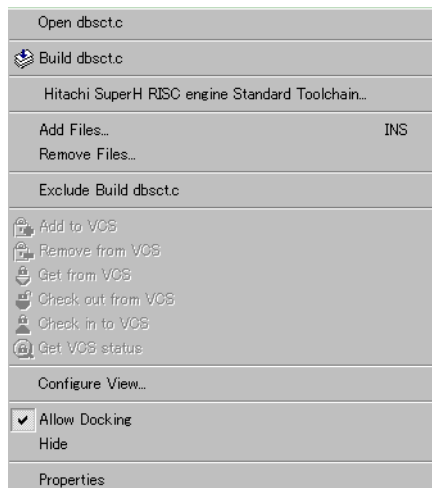 Open dbsct.c
Build dbsct.c
Hitachi SuperH RISC engine Standard Toolchain...
Add Files... INS
Remove Files...
Exclude Build dbsct.c
Add to VCS
Remove from VCS
Get from VCS
Check out from VCS
Check in to VCS
Get VCS status
Configure View...
Allow Docking
Hide
Properties